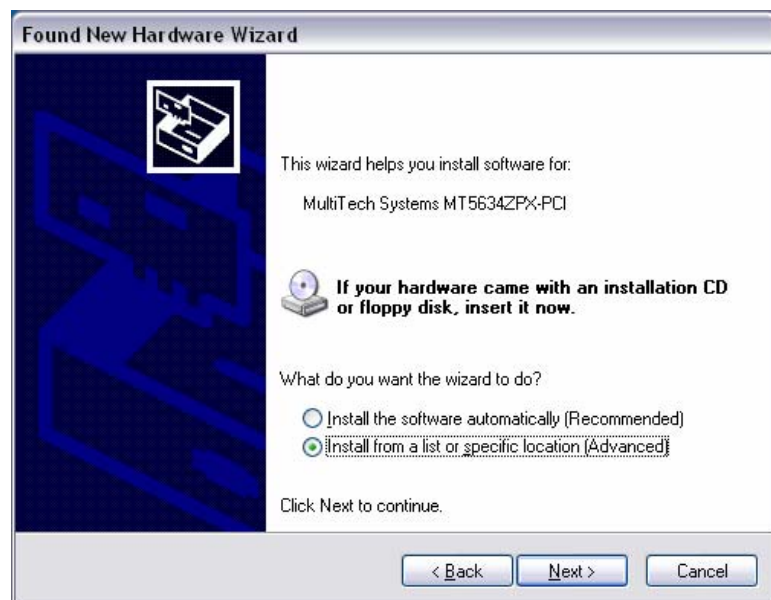 Found New Hardware Wizard
This wizard helps you install software for:
MultiTech Systems MT5634ZPX-PCI
If your hardware came with an installation CD
or floppy disk, insert it now.
What do you want the wizard to do?
Install the software automatically (Recommended)
Install from a list or specific location (Advanced)
Click Next to continue.
< Back Next > Cancel